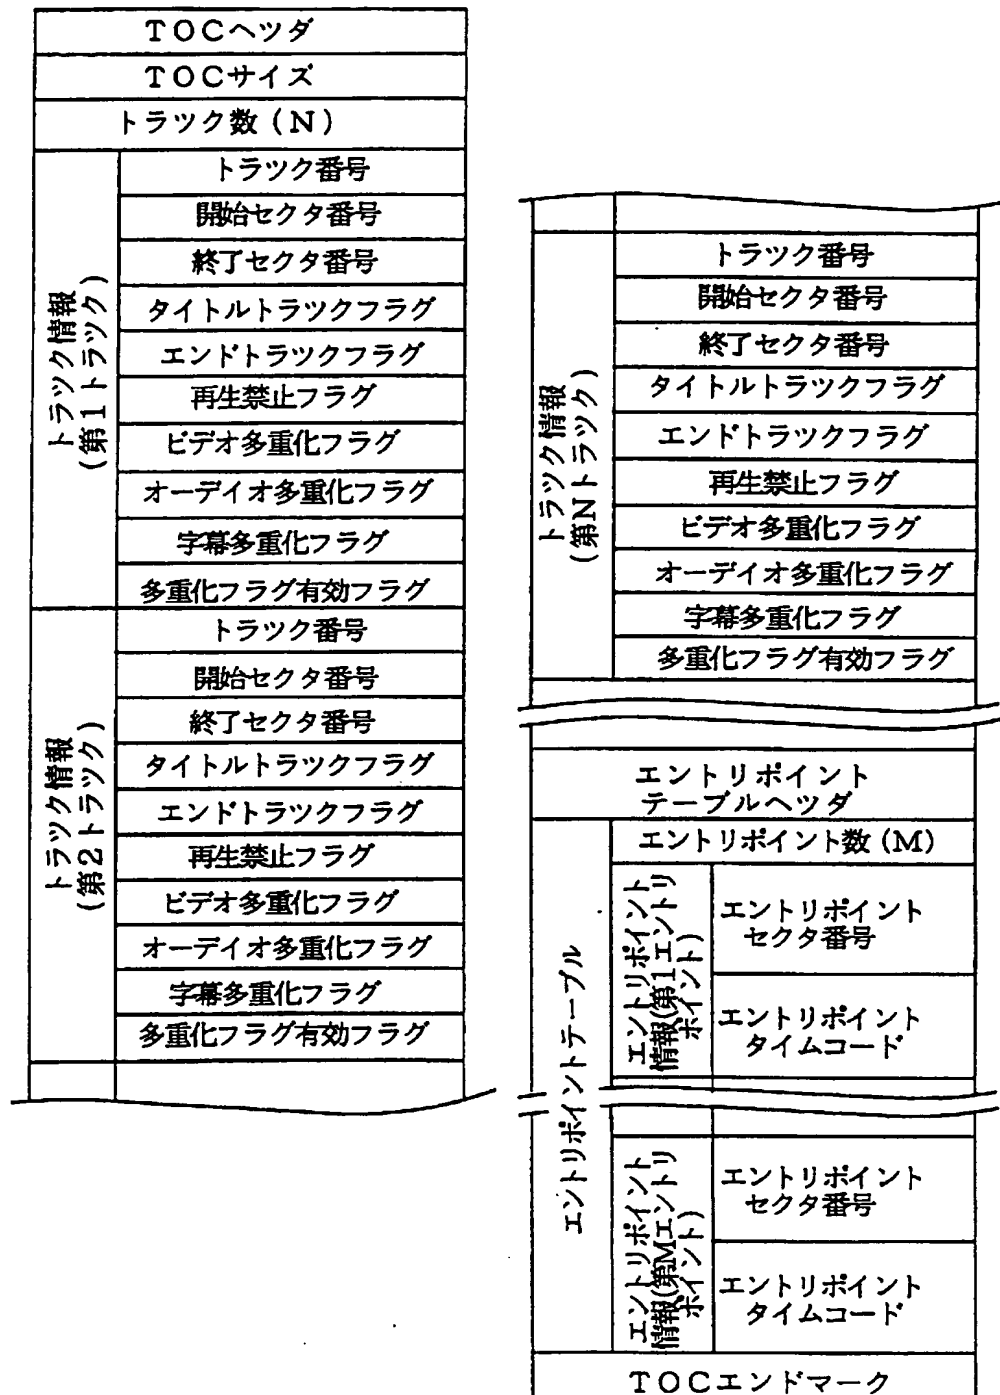 TOCヘツダ
TOCサイズ
トラツク数(N)
トラツク情報
(第1トラツク)
トラツク番号
開始セクタ番号
終了セクタ番号
タイトルトラツクフラグ
エンドトラツクフラグ
再生禁止フラグ
ビデオ多重化フラグ
オーデイオ多重化フラグ
字幕多重化フラグ
多重化フラグ有効フラグ
トラツク情報
(第2トラツク)
トラツク番号
開始セクタ番号
終了セクタ番号
タイトルトラツクフラグ
エンドトラツクフラグ
再生禁止フラグ
ビデオ多重化フラグ
オーデイオ多重化フラグ
字幕多重化フラグ
多重化フラグ有効フラグ
トラツク情報
(第Nトラツク)
トラツク番号
開始セクタ番号
終了セクタ番号
タイトルトラツクフラグ
エンドトラツクフラグ
再生禁止フラグ
ビデオ多重化フラグ
オーデイオ多重化フラグ
字幕多重化フラグ
多重化フラグ有効フラグ
エントリポイント
テーブルヘツダ
エントリポイントテーブル
エントリポイント数(M)
エントリポイント
情報(第1エントリ
ポイント)
エントリポイント
セクタ番号
エントリポイント
タイムコード
エントリポイント
情報(第Mエントリ
ポイント)
エントリポイント
セクタ番号
エントリポイント
タイムコード
TOCエンドマーク